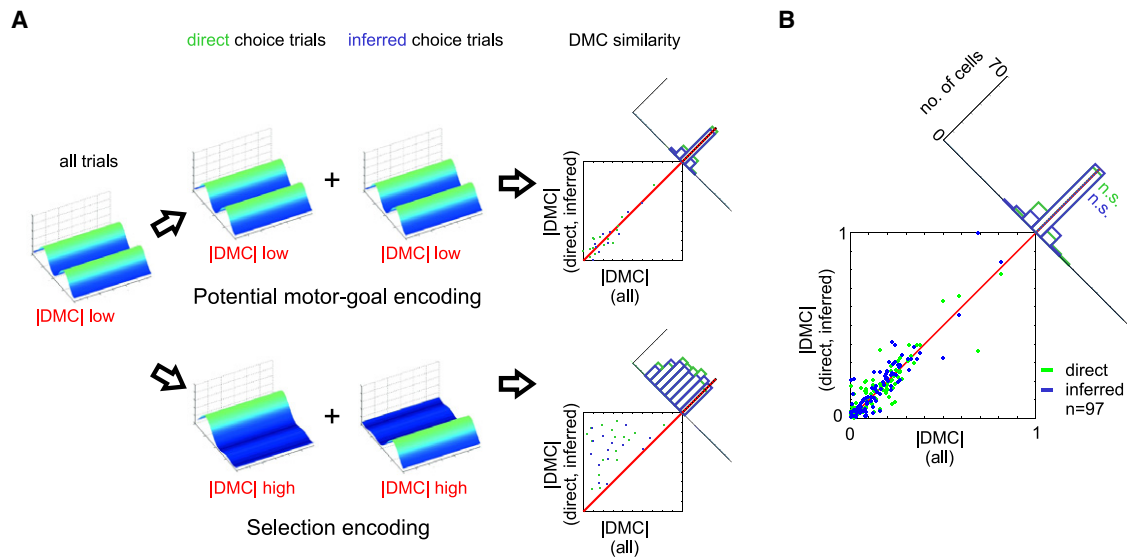 A
direct choice trials
inferred choice trials
DMC similarity
all trials
|DMC| low
+
|DMC| low
|DMC| low
Potential motor-goal encoding
|DMC|
(direct, inferred)
|DMC|
(all)
+
|DMC| high
|DMC| high
Selection encoding
|DMC|
(direct, inferred)
|DMC|
(all)
B
no. of cells
70
0
n.s.
n.s.
1
|DMC|
(direct, inferred)
0
direct
inferred
n=97
0
|DMC|
(all)
1